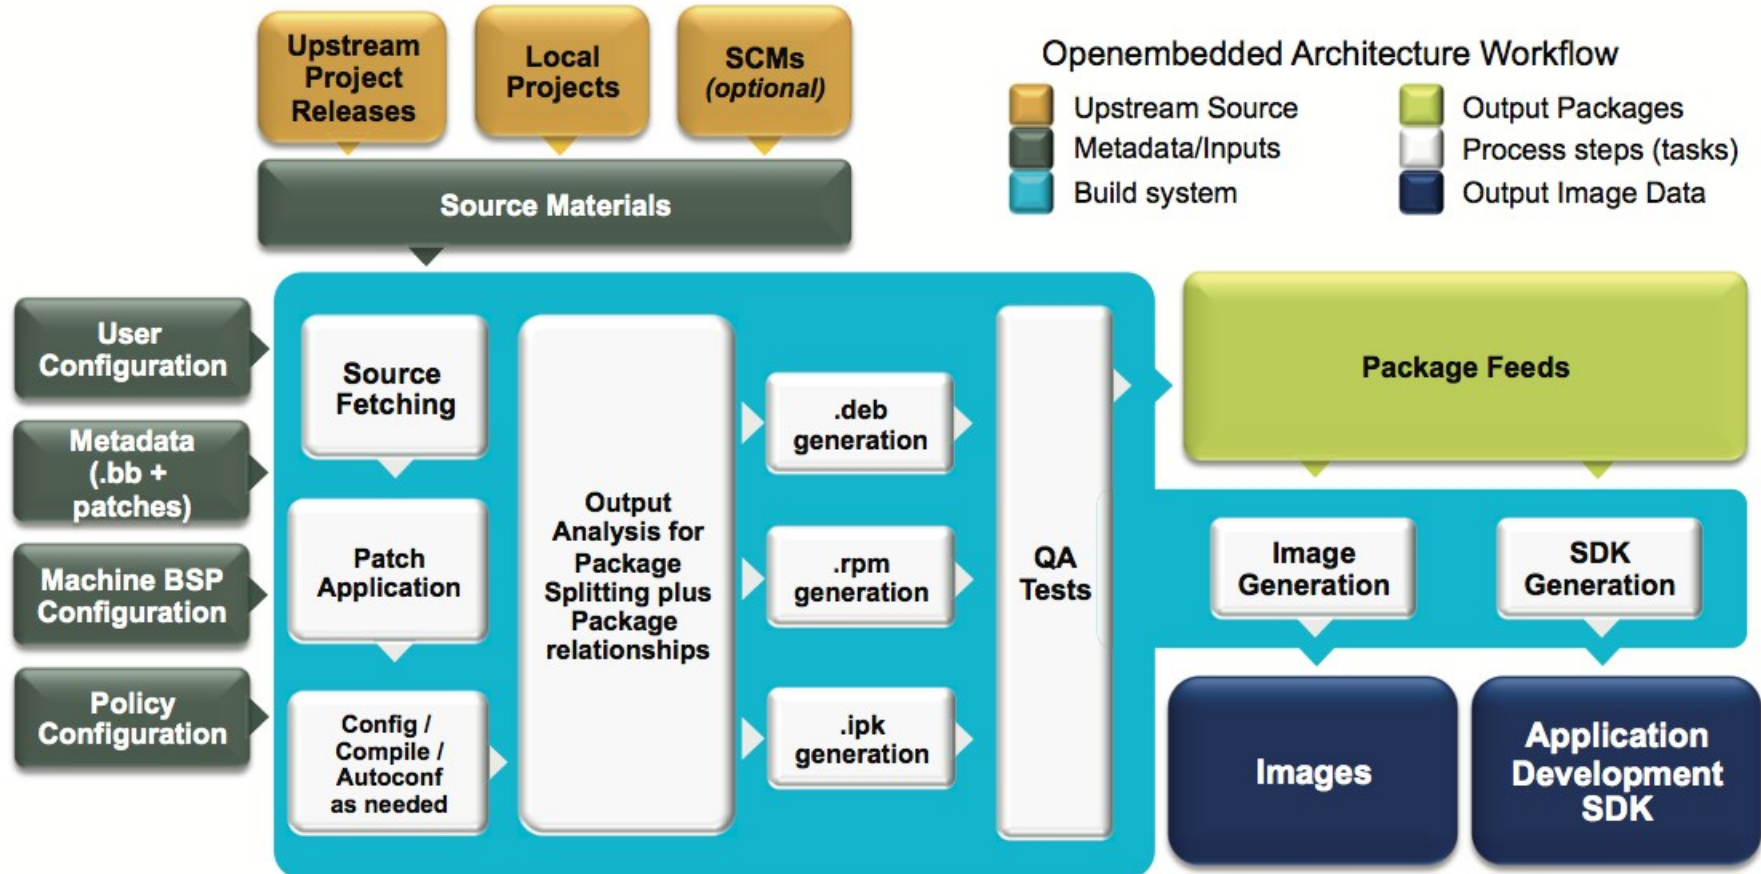 Upstream
Project
Releases
Local
Projects
SCMs
(optional)
Openembedded Architecture Workflow
Upstream Source
Metadata/Inputs
Build system
Output Packages
Process steps (tasks)
Output Image Data
Source Materials
User
Configuration
Metadata
(.bb +
patches)
Machine BSP
Configuration
Policy
Configuration
Source
Fetching
Patch
Application
Config /
Compile /
Autoconf
as needed
Output
Analysis for
Package
Splitting plus
Package
relationships
.deb
generation
.rpm
generation
.ipk
generation
QA
Tests
Package Feeds
Image
Generation
SDK
Generation
Images
Application
Development
SDK